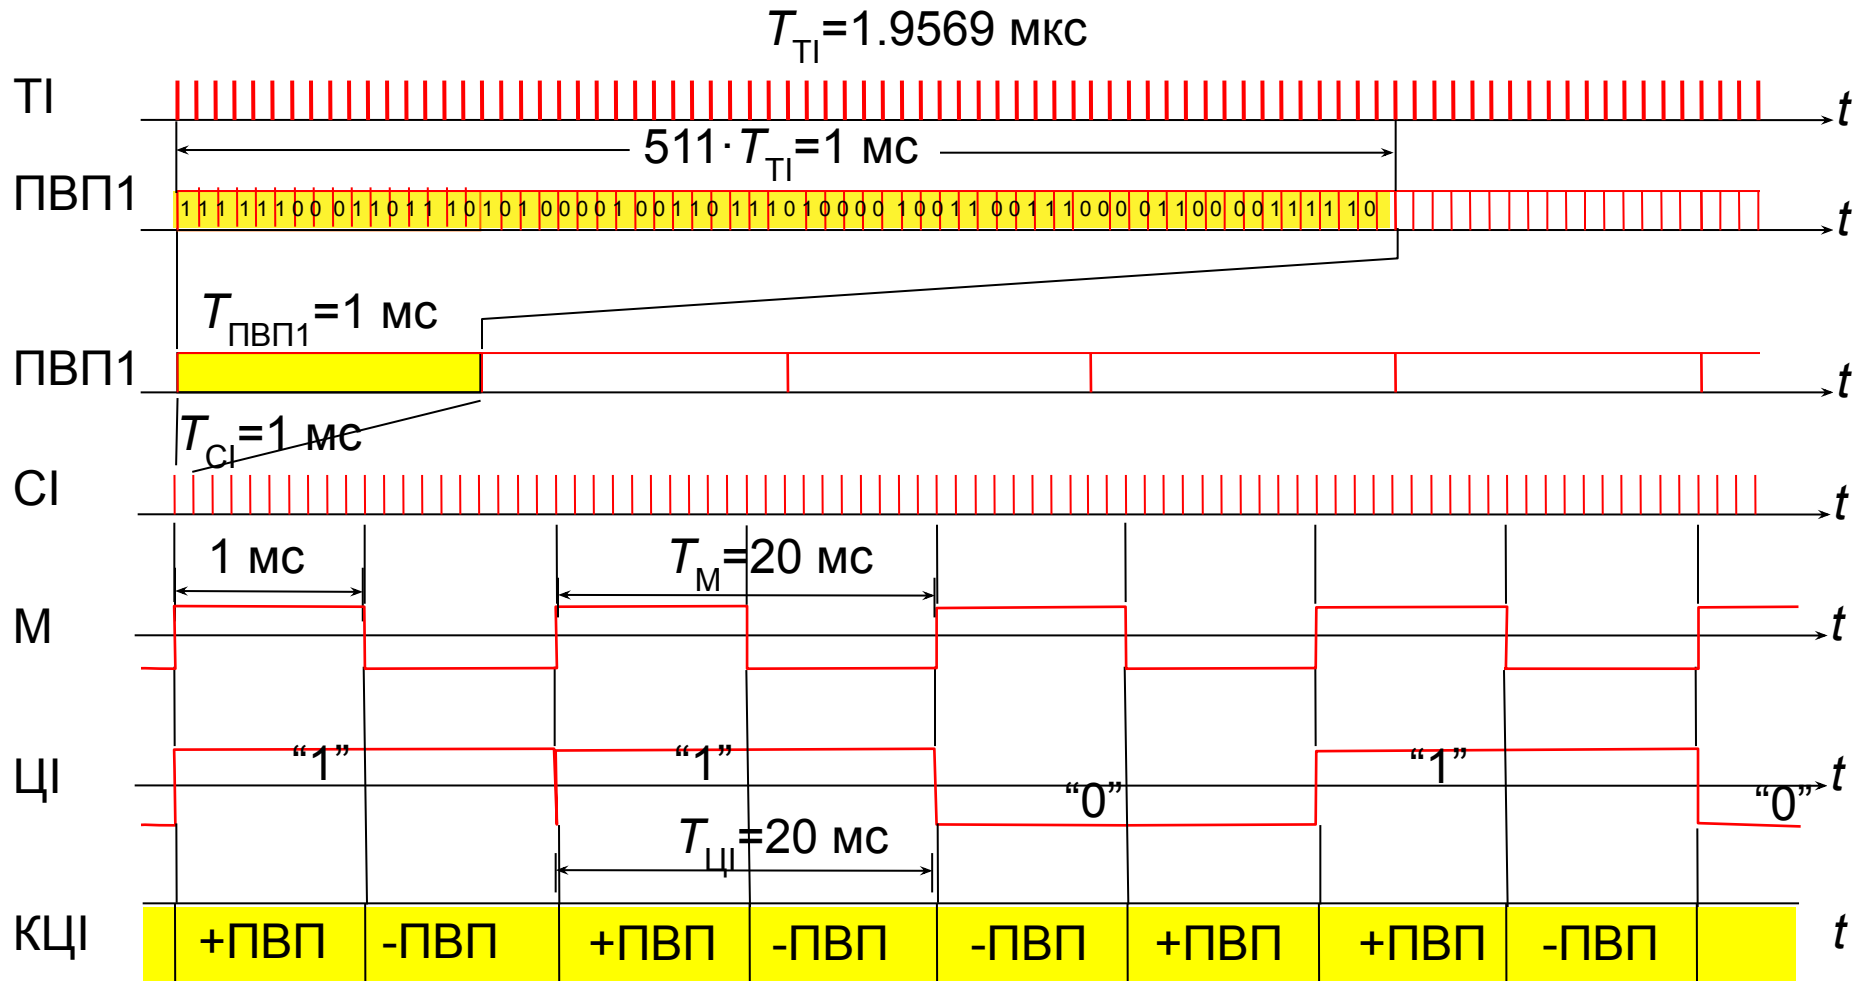 TТІ=1.9569 мкс
ТІ
t
511·TТІ=1 мс
ПВП1
1 1 1 1 1 1 0 0 0 0 1 1 0 1 1 1 0 1 0 1 0 0 0 0 1 0 0 1 1 0 1 1 1 0 1 0 0 0 0 1 0 0 1 1 0 0 1 1 1 0 0 0 0 1 1 0 0 0 0 1 1 1 1 1 0
t
TПВП1=1 мс
ПВП1
t
TСІ=1 мс
СІ
t
1 мс
TМ=20 мс
М
t
“1”
“1”
“1”
ЦІ
t
“0”
“0”
TЦІ=20 мс
КЦІ
+ПВП
-ПВП
+ПВП
-ПВП
-ПВП
+ПВП
+ПВП
-ПВП
t